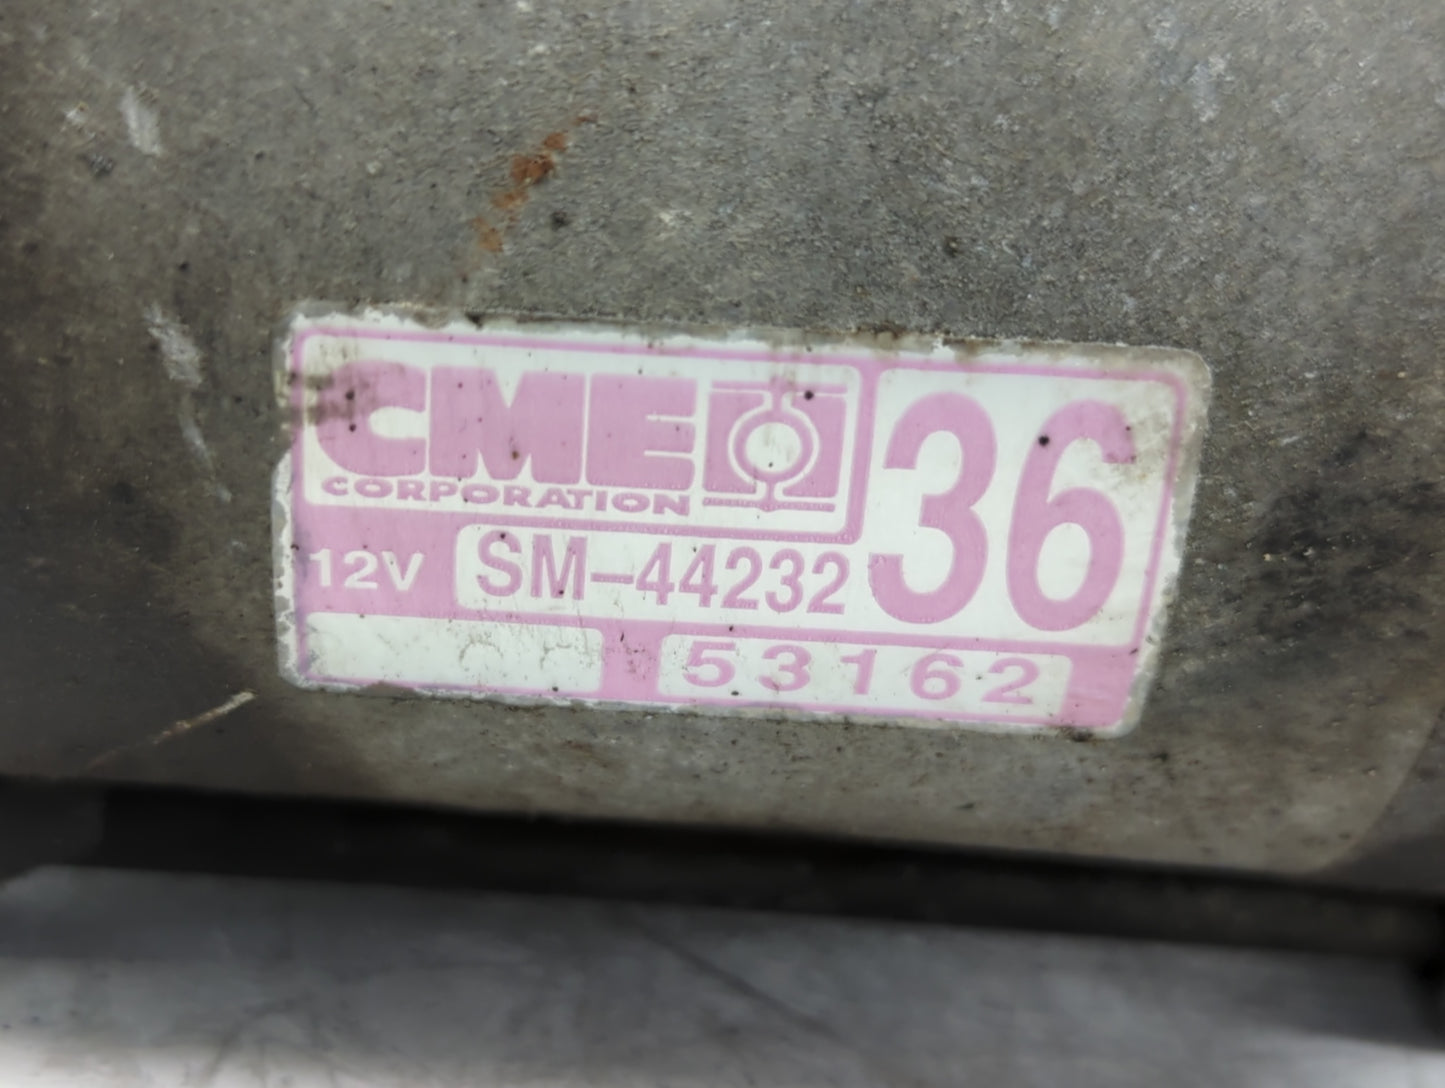 CME
CORPORATION
36
12V SM-44232
53162